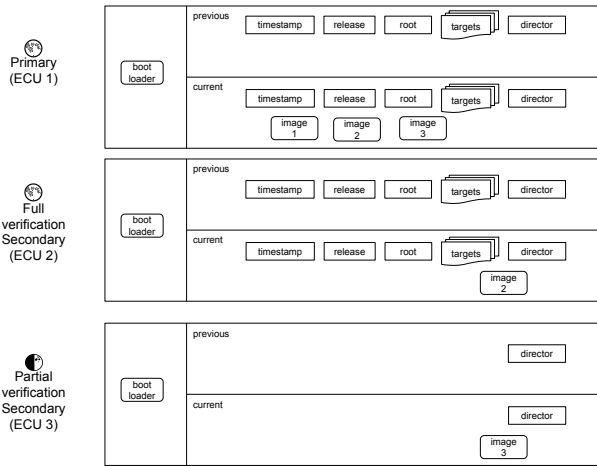 Primary
(ECU 1)
boot
loader
previous
timestamp release root targets director
current
timestamp release root targets director
image
1
image
2
image
3
Full
verification
Secondary
(ECU 2)
boot
loader
previous
timestamp release root targets director
current
timestamp release root targets director
image
2
Partial
verification
Secondary
(ECU 3)
boot
loader
previous
director
current
director
image
3